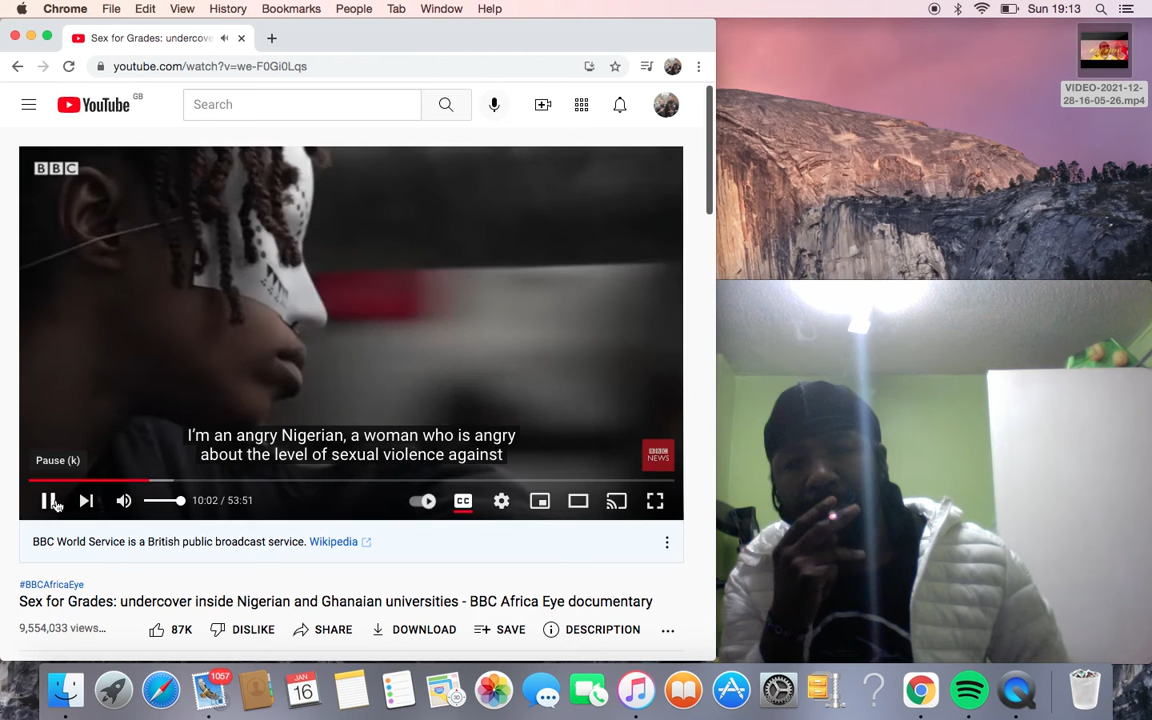 Chrome File Edit View History Bookmarks People Tab Window Help Sun 19:13
Sex for Grades: undercove
youtube.com/watch?v=we-F0Gi0Lqs
YouTube GB Search
VIDEO-2021-12-
28-16-05-26.mp4
BBC
I'm an angry Nigerian, a woman who is angry
about the level of sexual violence against
BBC
NEWS
Pause (k)
10:02 / 53:51
CC
BBC World Service is a British public broadcast service. Wikipedia
#BBCAfricaEye
Sex for Grades: undercover inside Nigerian and Ghanaian universities - BBC Africa Eye documentary
9,554,033 views... 87K DISLIKE SHARE DOWNLOAD SAVE DESCRIPTION
1057
JAN
16
30